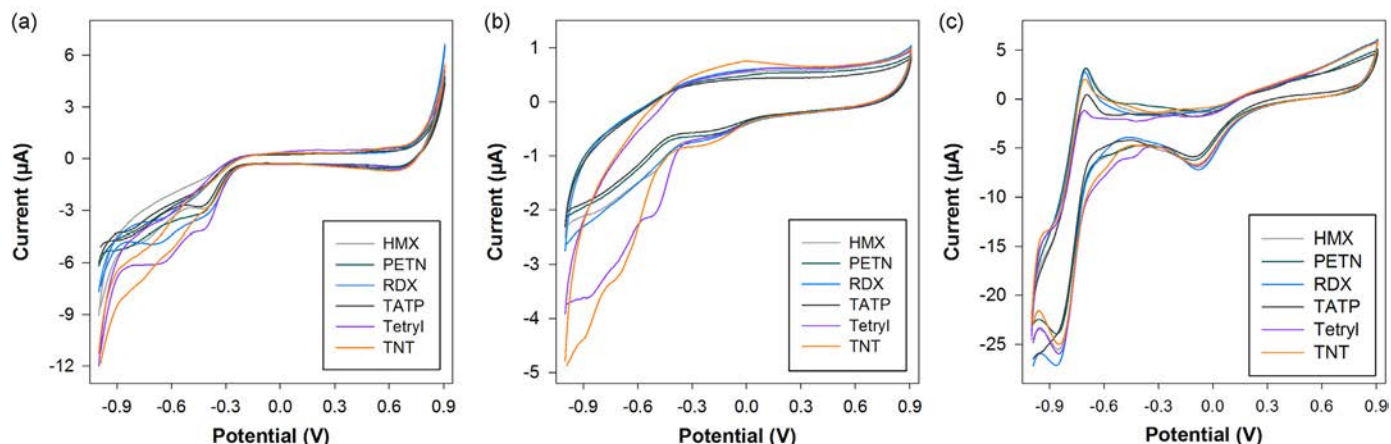 (a)
6
3
0
-3
-6
-9
-12
Current (µA)
-0.9 -0.6 -0.3 0.0 0.3 0.6 0.9
Potential (V)
HMX
PETN
RDX
TATP
Tetryl
TNT
(b)
1
0
-1
-2
-3
-4
-5
Current (µA)
-0.9 -0.6 -0.3 0.0 0.3 0.6 0.9
Potential (V)
HMX
PETN
RDX
TATP
Tetryl
TNT
(c)
5
0
-5
-10
-15
-20
-25
Current (µA)
-0.9 -0.6 -0.3 0.0 0.3 0.6 0.9
Potential (V)
HMX
PETN
RDX
TATP
Tetryl
TNT